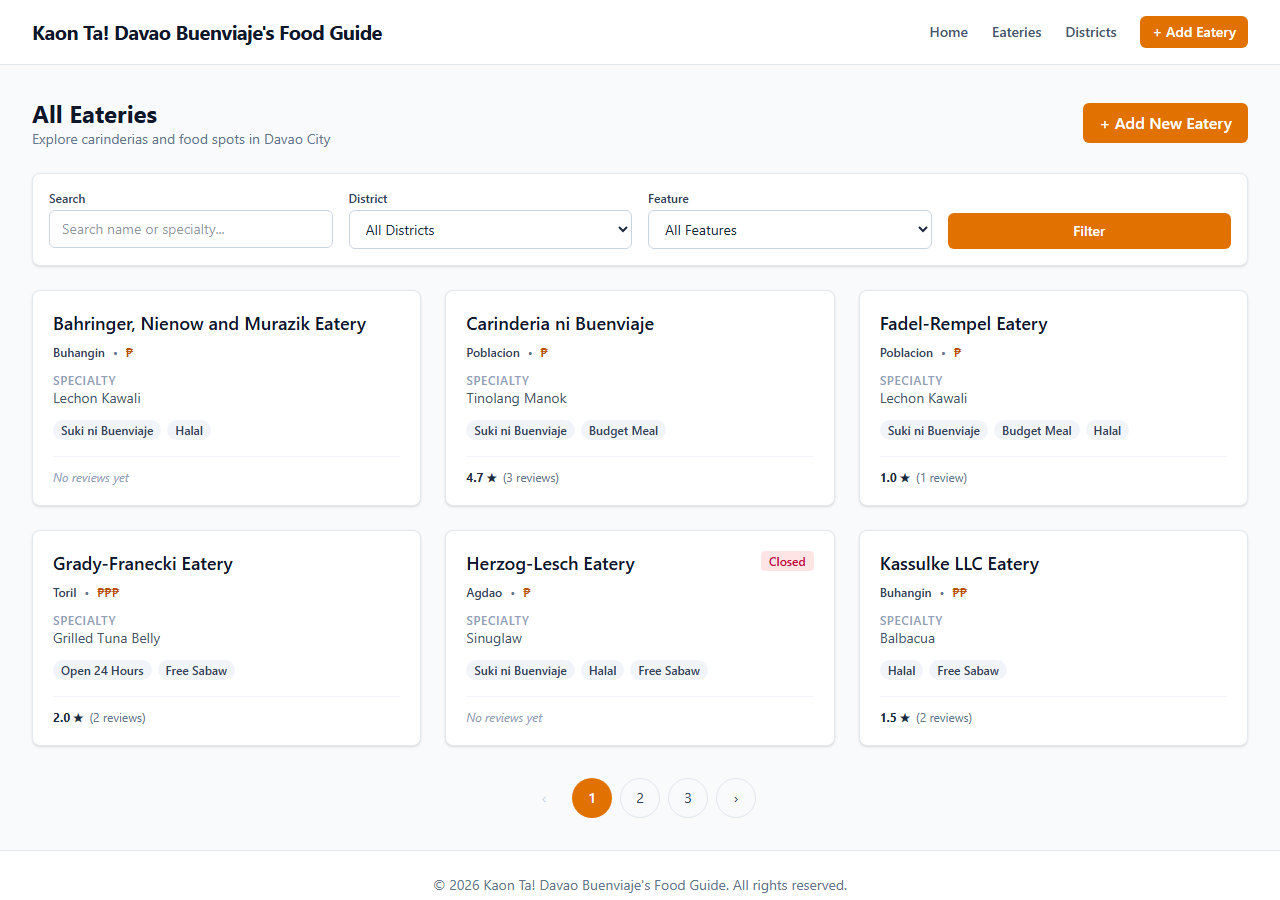 Kaon Ta! Davao Buenviaje's Food Guide
Home Eateries Districts + Add Eatery
All Eateries
Explore carinderias and food spots in Davao City
+ Add New Eatery
Search
Search name or specialty...
District
All Districts
Feature
All Features
Filter
Bahringer, Nienow and Murazik Eatery
Buhangin • ₱
SPECIALTY
Lechon Kawali
Suki ni Buenviaje Halal
No reviews yet
Carinderia ni Buenviaje
Poblacion • ₱
SPECIALTY
Tinolang Manok
Suki ni Buenviaje Budget Meal
4.7 ★ (3 reviews)
Fadel-Rempel Eatery
Poblacion • ₱
SPECIALTY
Lechon Kawali
Suki ni Buenviaje Budget Meal Halal
1.0 ★ (1 review)
Grady-Franecki Eatery
Toril • ₱₱₱
SPECIALTY
Grilled Tuna Belly
Open 24 Hours Free Sabaw
2.0 ★ (2 reviews)
Herzog-Lesch Eatery
Closed
Agdao • ₱
SPECIALTY
Sinuglaw
Suki ni Buenviaje Halal Free Sabaw
No reviews yet
Kassulke LLC Eatery
Buhangin • ₱₱
SPECIALTY
Balbacua
Halal Free Sabaw
1.5 ★ (2 reviews)
‹ 1 2 3 ›
© 2026 Kaon Ta! Davao Buenviaje's Food Guide. All rights reserved.